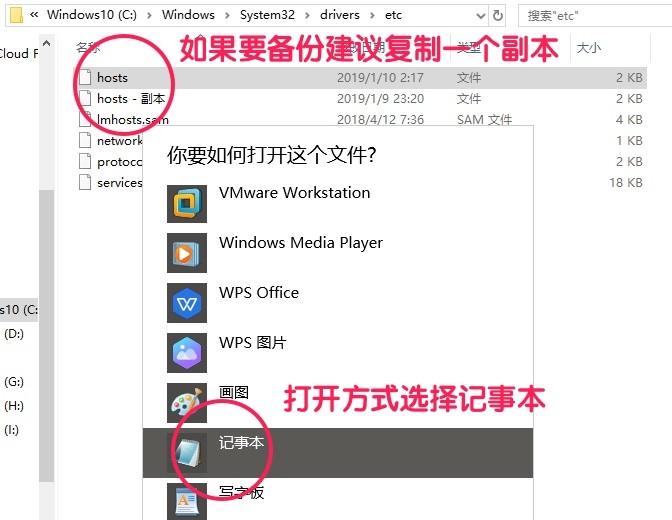 « Windows10 (C:) › Windows › System32 › drivers › etc
搜索"etc"
名称 类型 大小
如果要备份建议复制一个副本
Cloud F
hosts 2019/1/10 2:17 文件 2 KB
hosts - 副本 2019/1/9 23:20 文件 2 KB
lmhosts.sam 2018/4/12 7:36 SAM 文件 4 KB
network 1 KB
protoco 2 KB
services 18 KB
你要如何打开这个文件?
VMware Workstation
Windows Media Player
WPS Office
s10 (C:
(D:)
WPS 图片
(G:)
画图
打开方式选择记事本
(H:)
(I:)
记事本
写字板